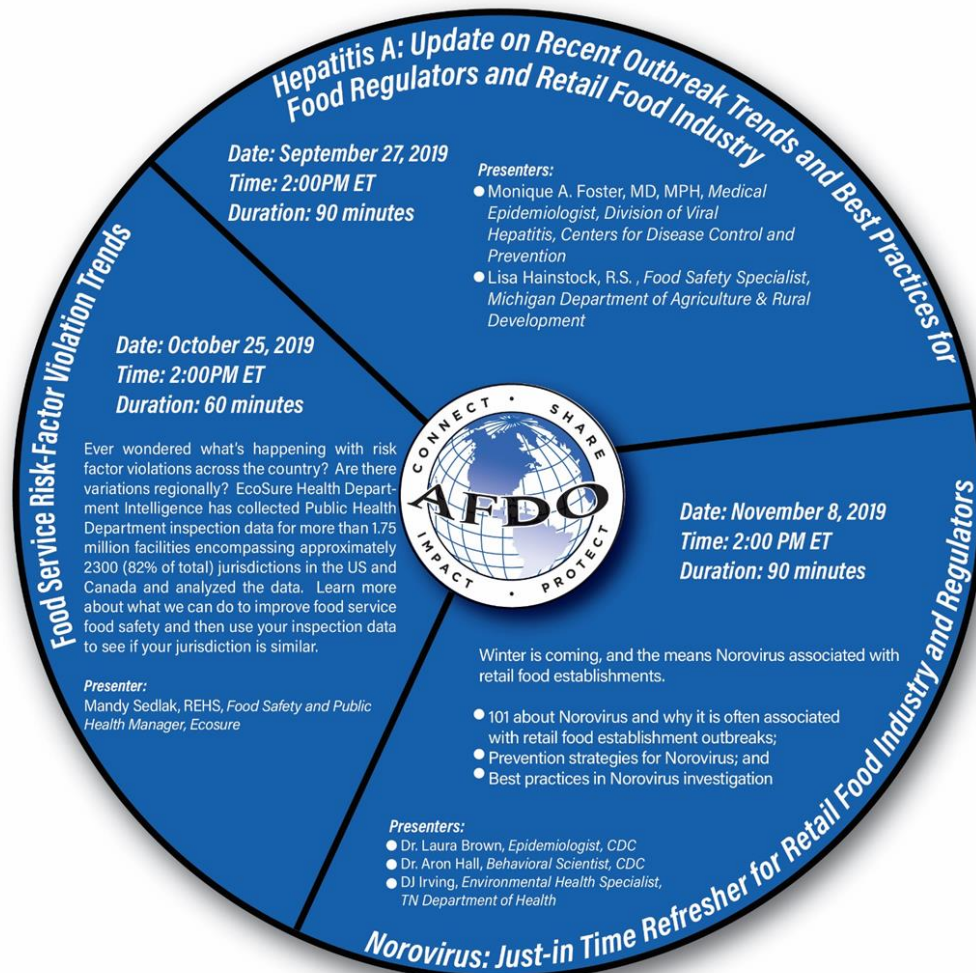 Hepatitis A: Update on Recent Outbreak Trends and Best Practices for
Food Regulators and Retail Food Industry
Date: September 27, 2019
Time: 2:00PM ET
Duration: 90 minutes
Presenters:
● Monique A. Foster, MD, MPH, Medical
Epidemiologist, Division of Viral
Hepatitis, Centers for Disease Control and
Prevention
● Lisa Hainstock, R.S. , Food Safety Specialist,
Michigan Department of Agriculture & Rural
Development
Food Service Risk-Factor Violation Trends
Date: October 25, 2019
Time: 2:00PM ET
Duration: 60 minutes
Ever wondered what's happening with risk
factor violations across the country? Are there
variations regionally? EcoSure Health Depart-
ment Intelligence has collected Public Health
Department inspection data for more than 1.75
million facilities encompassing approximately
2300 (82% of total) jurisdictions in the US and
Canada and analyzed the data. Learn more
about what we can do to improve food service
food safety and then use your inspection data
to see if your jurisdiction is similar.
Presenter:
Mandy Sedlak, REHS, Food Safety and Public
Health Manager, Ecosure
CONNECT · SHARE · PROTECT · IMPACT ·
AFDO
Norovirus: Just-in Time Refresher for Retail Food Industry and Regulators
Date: November 8, 2019
Time: 2:00 PM ET
Duration: 90 minutes
Winter is coming, and the means Norovirus associated with
retail food establishments.
● 101 about Norovirus and why it is often associated
with retail food establishment outbreaks;
● Prevention strategies for Norovirus; and
● Best practices in Norovirus investigation
Presenters:
● Dr. Laura Brown, Epidemiologist, CDC
● Dr. Aron Hall, Behavioral Scientist, CDC
● DJ Irving, Environmental Health Specialist,
TN Department of Health